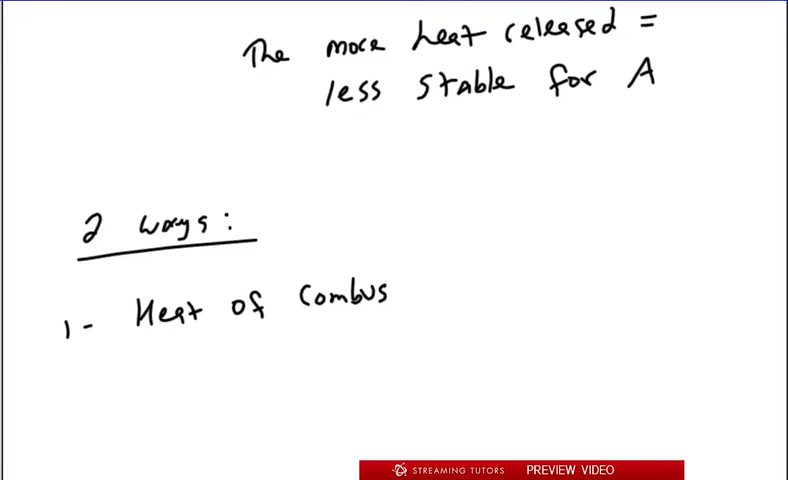 The more heat released =
less stable for A
2 ways:
1- Heat of Combus
STREAMING TUTORS PREVIEW VIDEO